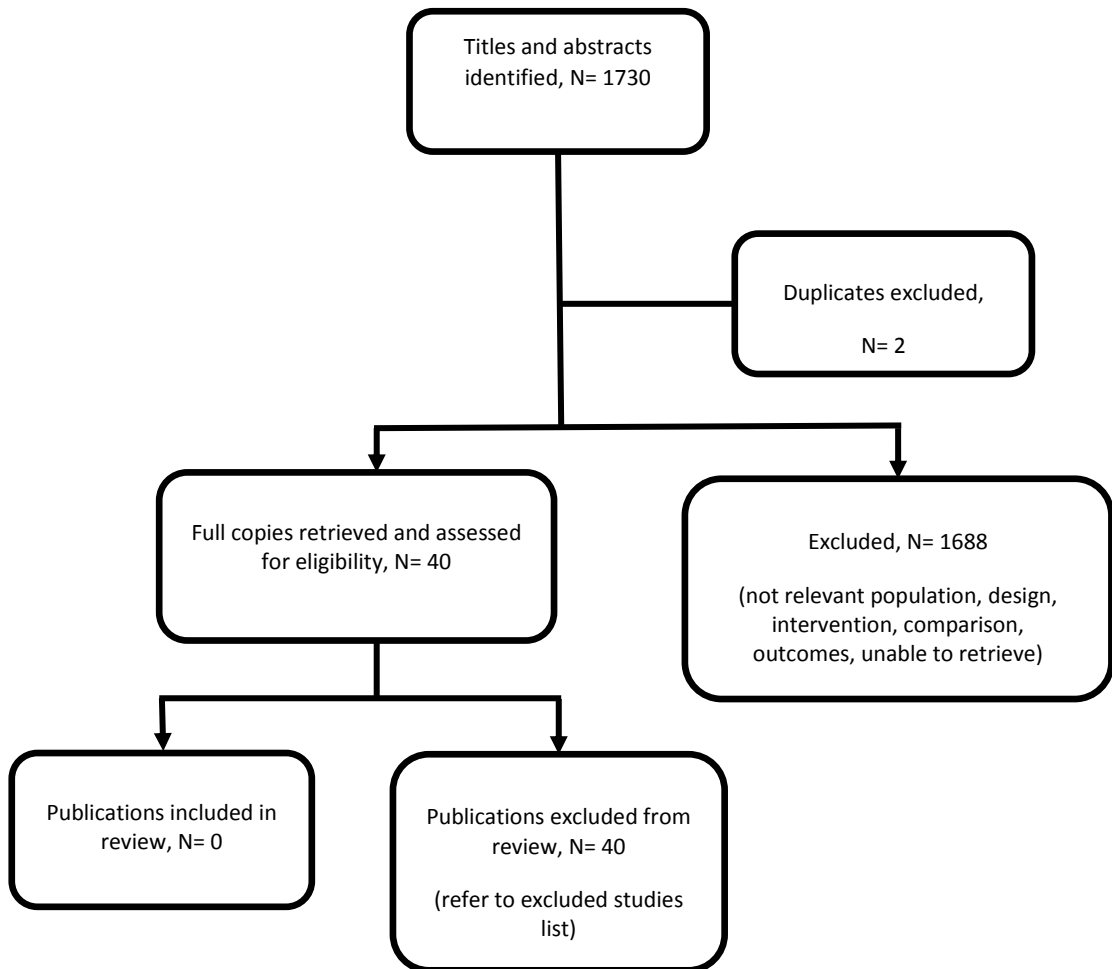 Titles and abstracts
identified, N= 1730
Duplicates excluded,
N= 2
Full copies retrieved and assessed
for eligibility, N= 40
Excluded, N= 1688
(not relevant population, design,
intervention, comparison,
outcomes, unable to retrieve)
Publications included in
review, N= 0
Publications excluded from
review, N= 40
(refer to excluded studies
list)